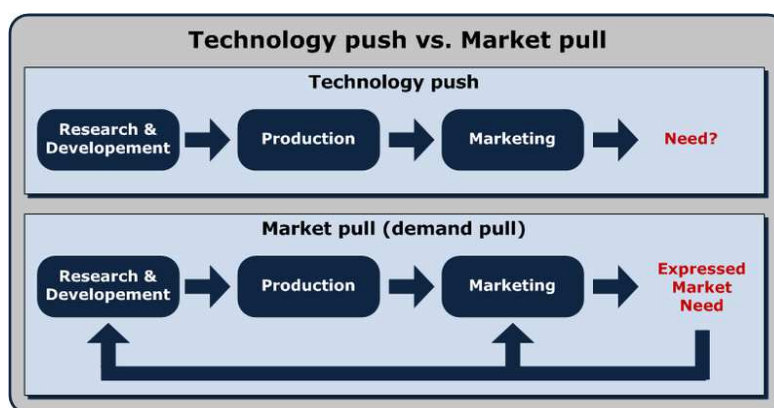 Technology push vs. Market pull
Technology push
Research &
Developement
Production
Marketing
Need?
Market pull (demand pull)
Research &
Developement
Production
Marketing
Expressed
Market
Need